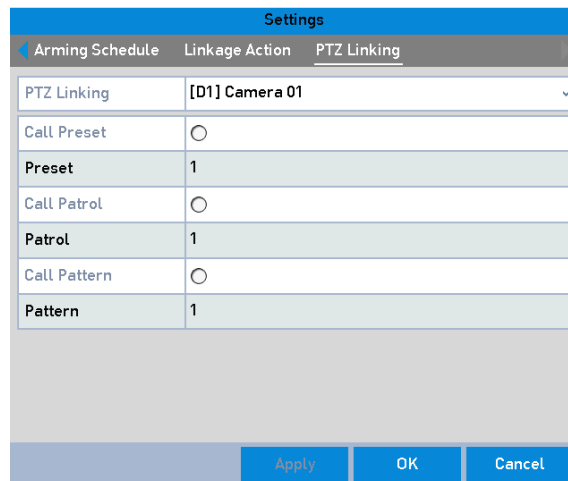 Settings
Arming Schedule Linkage Action PTZ Linking
PTZ Linking [D1] Camera 01
Call Preset
Preset 1
Call Patrol
Patrol 1
Call Pattern
Pattern 1
Apply OK Cancel